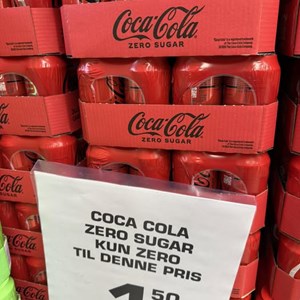 Coca-Cola
ZERO SUGAR
Coca-Cola
ZERO SUGAR
COCA COLA
ZERO SUGAR
KUN ZERO
TIL DENNE PRIS
1.50